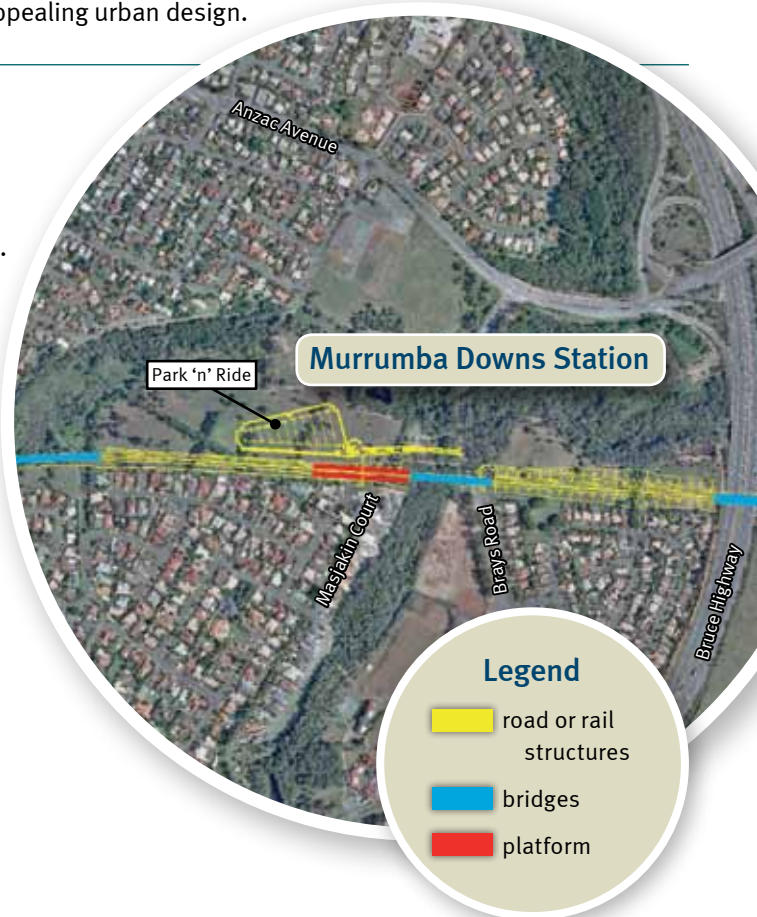 ppealing urban design.
.
Anzac Avenue
Murrumba Downs Station
Park ‘n’ Ride
Masjakin Court
Brays Road
Bruce Highway
Legend
road or rail
structures
bridges
platform